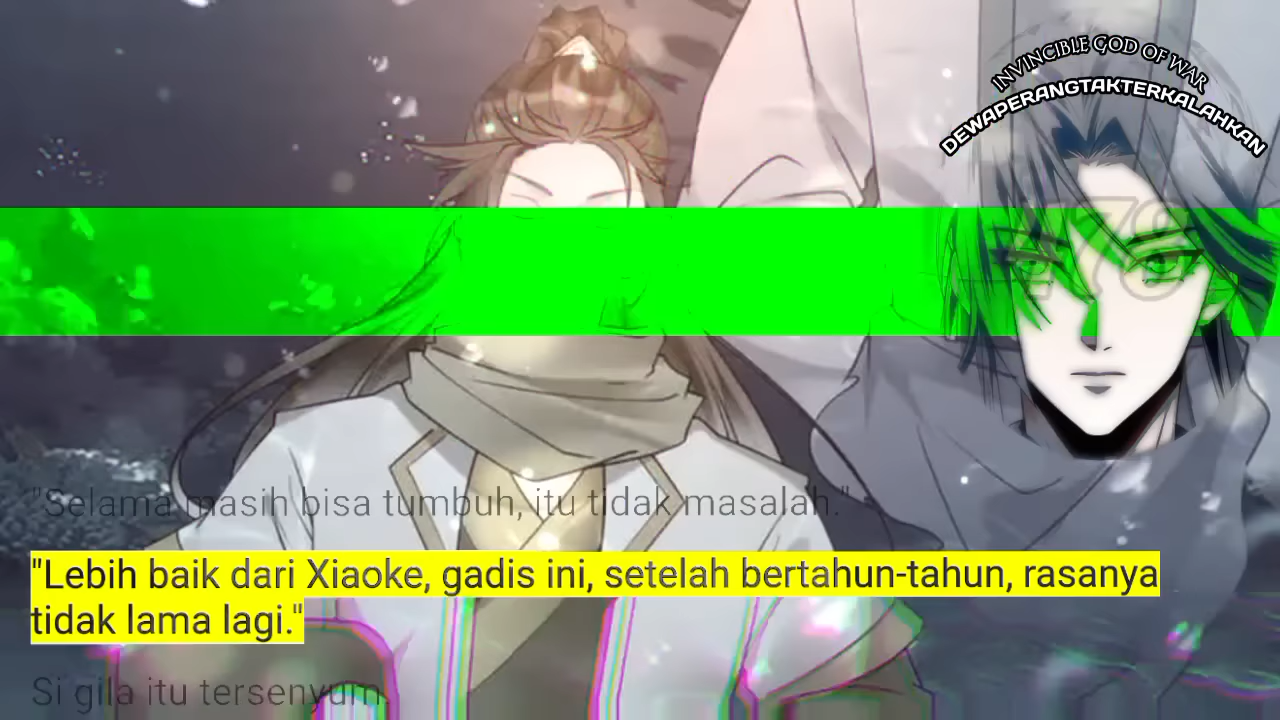 INVINCIBLE GOD OF WAR
DEWAPERANGTAKTERKALAHKAN
478
"Selama masih bisa tumbuh, itu tidak masalah."
"Lebih baik dari Xiaoke, gadis ini, setelah bertahun-tahun, rasanya
tidak lama lagi."
Si gila itu tersenyum.